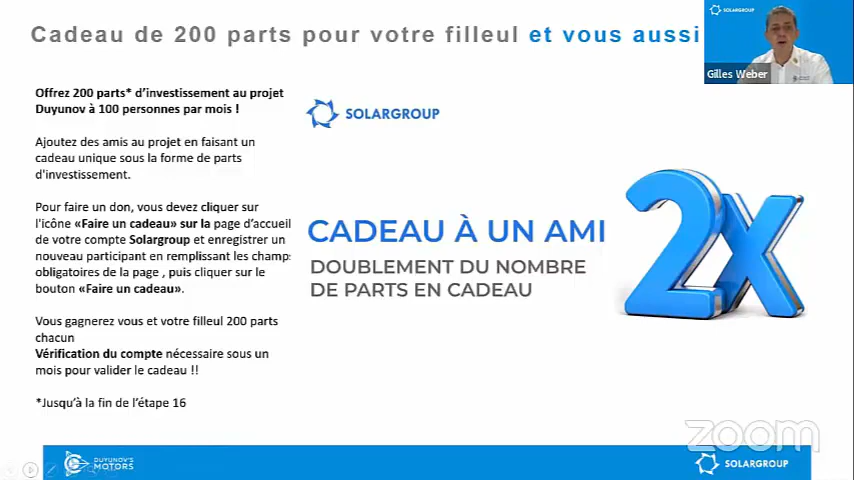 Cadeau de 200 parts pour votre filleul et vous aussi
SOLARGROUP
Gilles Weber
Offrez 200 parts* d'investissement au projet
Duyunov à 100 personnes par mois !
Ajoutez des amis au projet en faisant un
cadeau unique sous la forme de parts
d'investissement.
Pour faire un don, vous devez cliquer sur
l'icône «Faire un cadeau» sur la page d'accueil
de votre compte Solargroup et enregistrer un
nouveau participant en remplissant les champs
obligatoires de la page , puis cliquer sur le
bouton «Faire un cadeau».
Vous gagnerez vous et votre filleul 200 parts
chacun
Vérification du compte nécessaire sous un
mois pour valider le cadeau !!
*Jusqu'à la fin de l'étape 16
SOLARGROUP
CADEAU À UN AMI
DOUBLEMENT DU NOMBRE
DE PARTS EN CADEAU
2x
zoom
DUYUNOV'S
MOTORS
SOLARGROUP